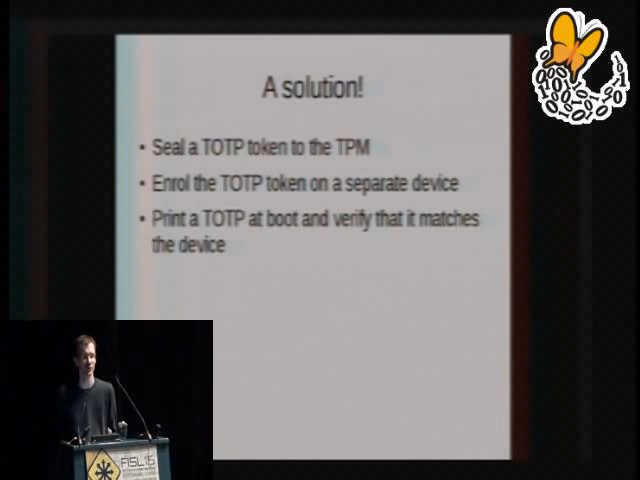 A solution!
• Seal a TOTP token to the TPM
• Enrol the TOTP token on a separate device
• Print a TOTP at boot and verify that it matches
the device
FISL16